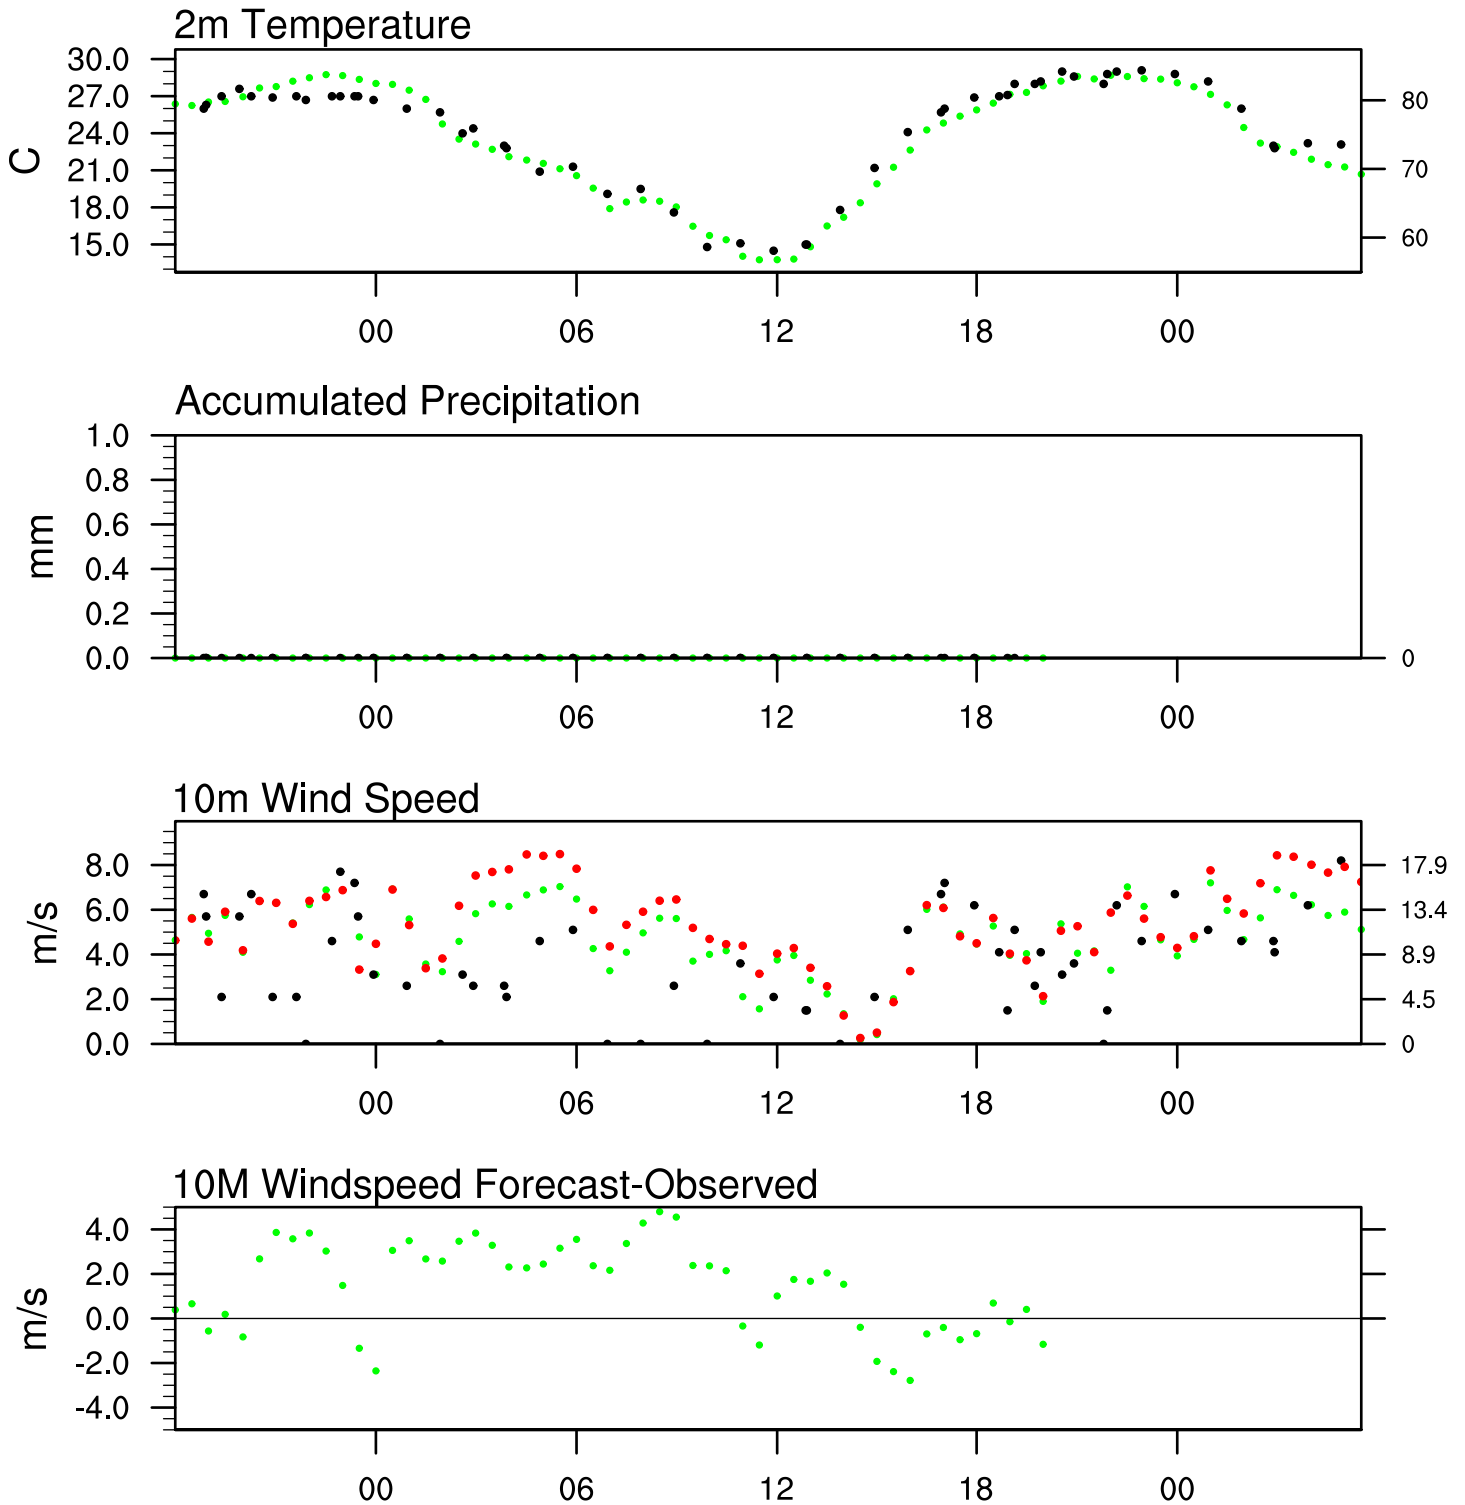 2m Temperature
30.0
27.0 80
24.0
C
21.0 70
18.0
15.0 60
00 06 12 18 00
Accumulated Precipitation
1.0
0.8
0.6
mm
0.4
0.2
0.0 0
00 06 12 18 00
10m Wind Speed
8.0 17.9
6.0 13.4
m/s
4.0 8.9
2.0 4.5
0.0 0
00 06 12 18 00
10M Windspeed Forecast-Observed
4.0
2.0
0.0
m/s
-2.0
-4.0
00 06 12 18 00